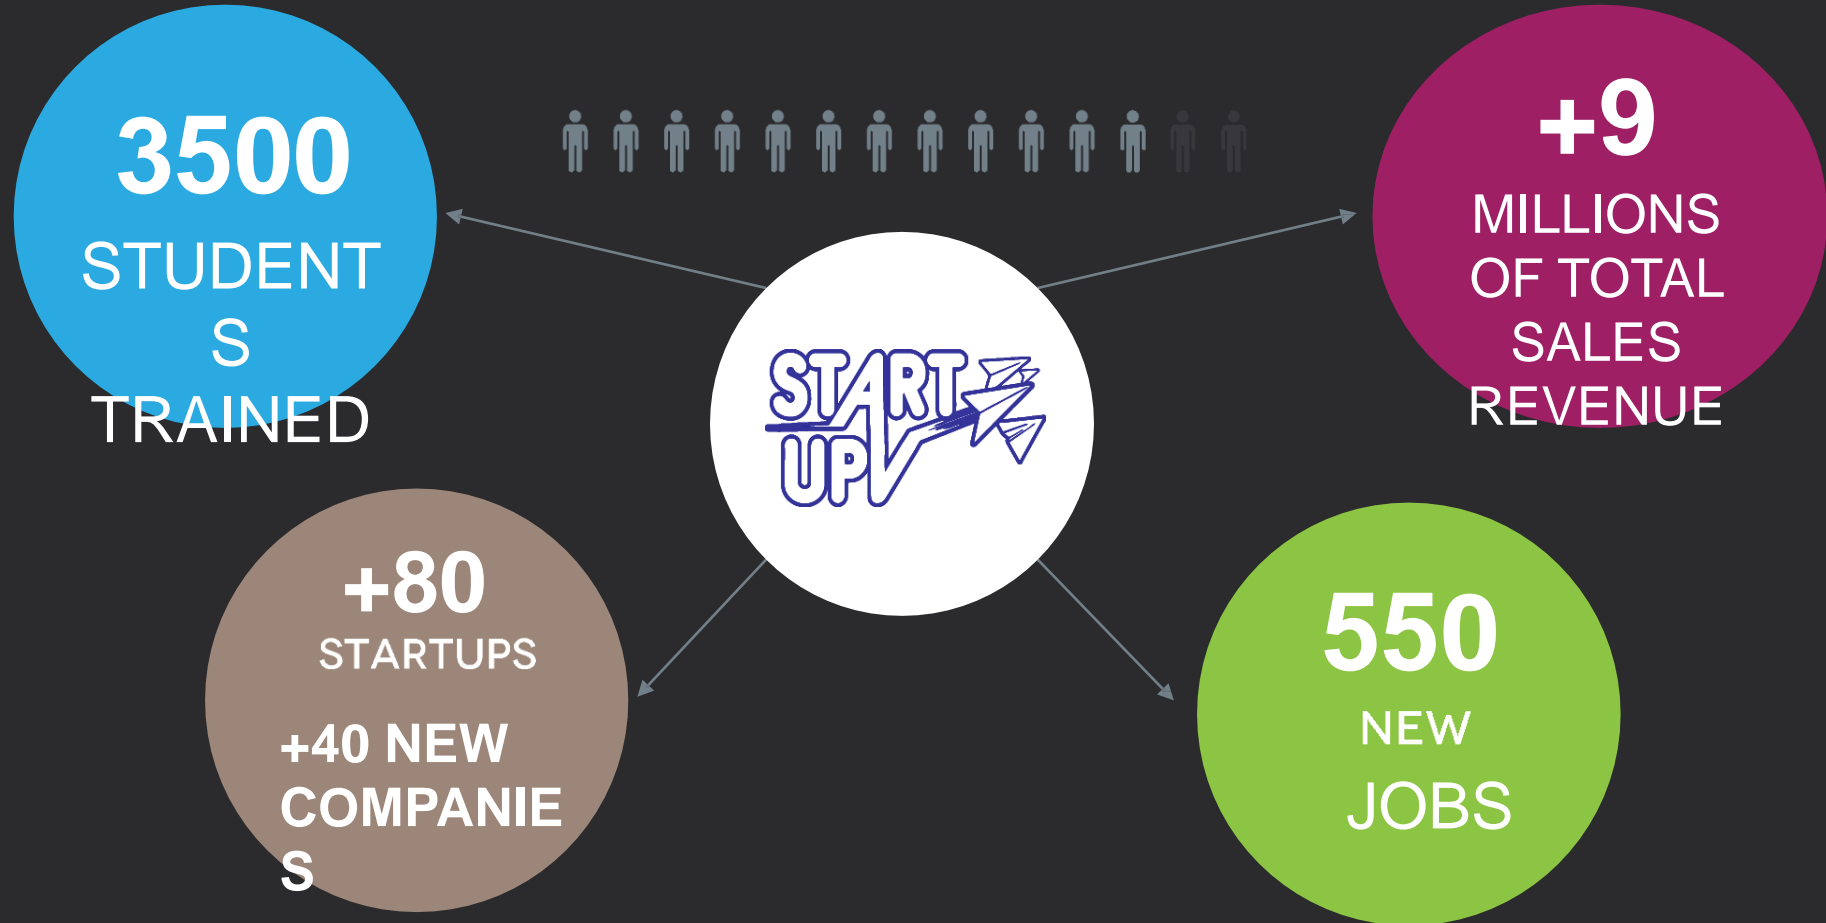 3500
STUDENT
S
TRAINED
+9
MILLIONS
OF TOTAL
SALES
REVENUE
START
UPV
+80
STARTUPS
+40 NEW
COMPANIE
S
550
NEW
JOBS